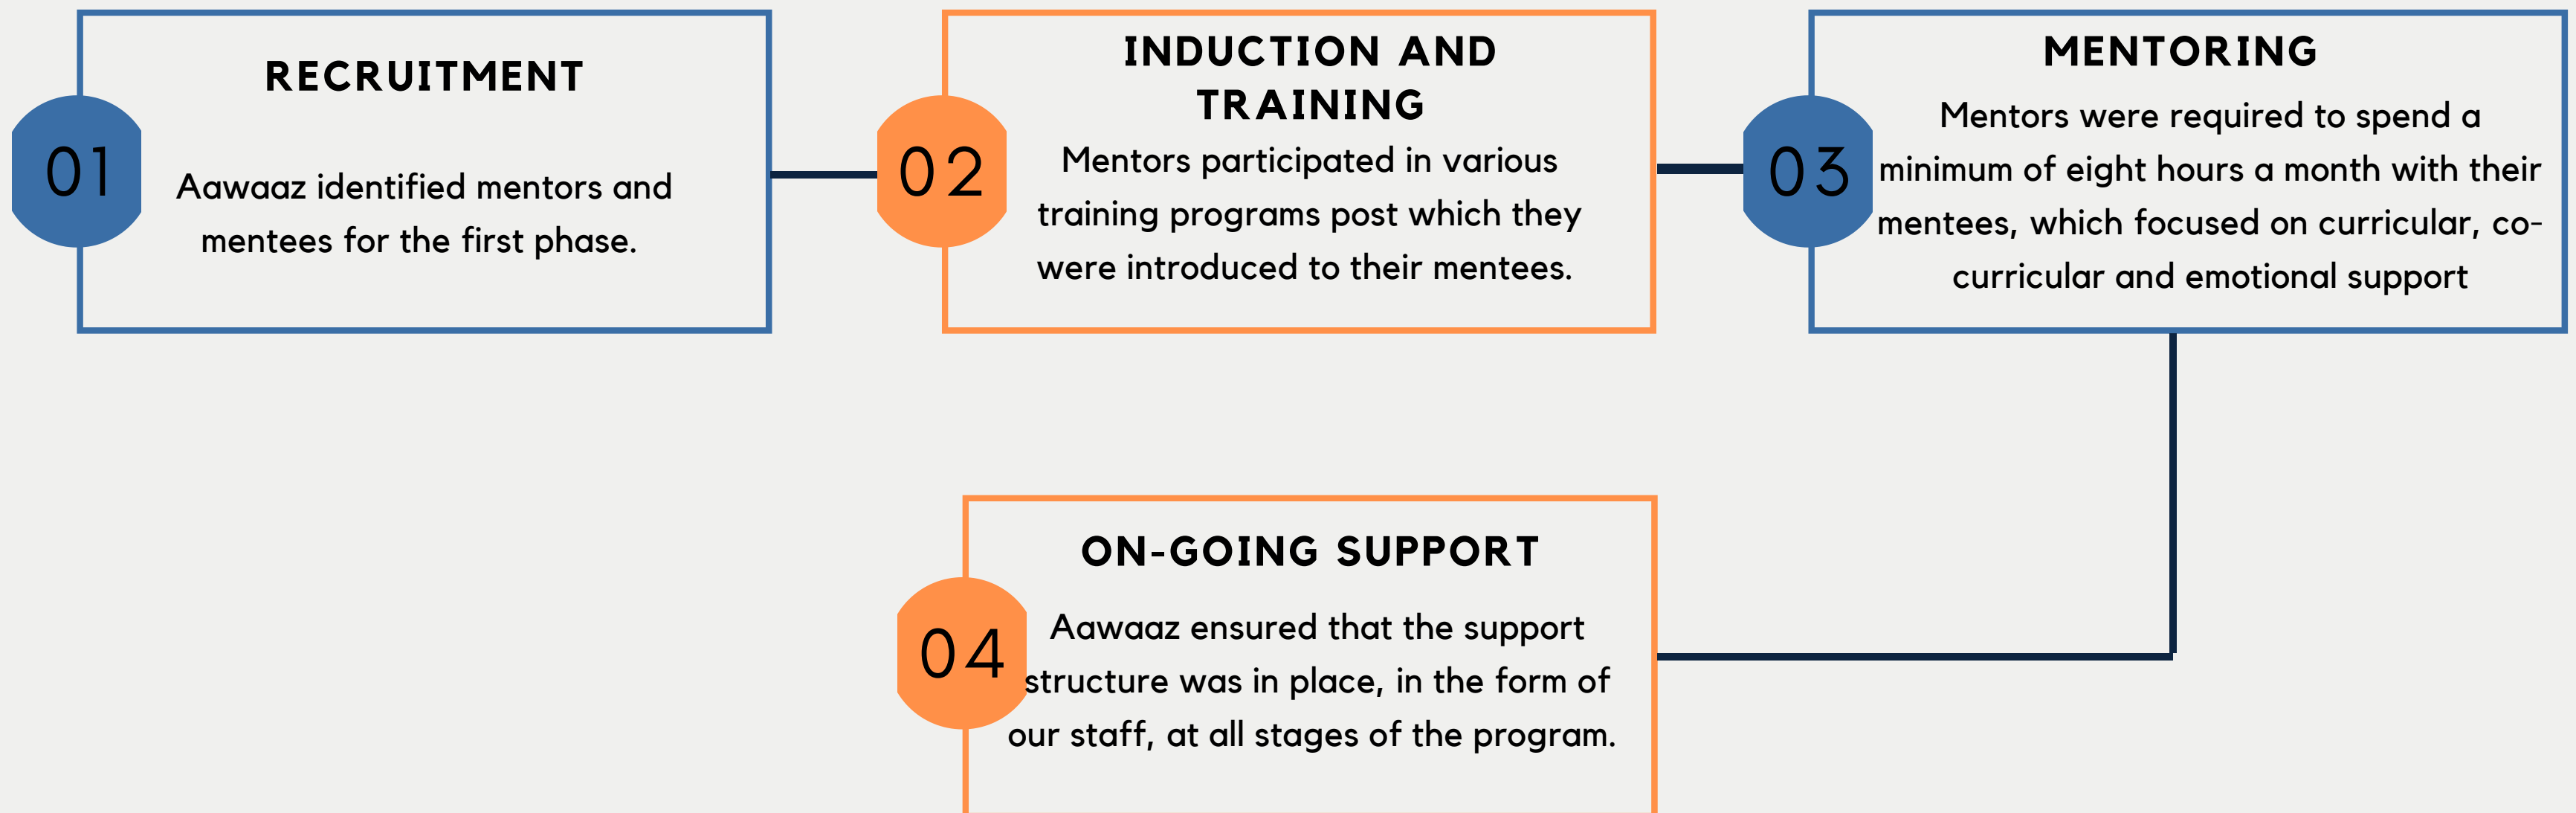 01
RECRUITMENT
Aawaaz identified mentors and
mentees for the first phase.
02
INDUCTION AND
TRAINING
Mentors participated in various
training programs post which they
were introduced to their mentees.
03
MENTORING
Mentors were required to spend a
minimum of eight hours a month with their
mentees, which focused on curricular, co-
curricular and emotional support
04
ON-GOING SUPPORT
Aawaaz ensured that the support
structure was in place, in the form of
our staff, at all stages of the program.